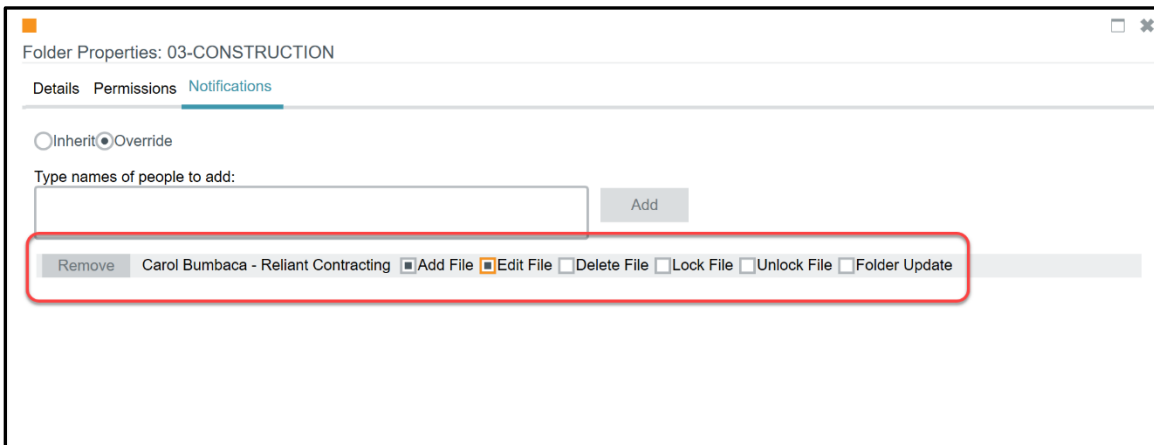 Folder Properties: 03-CONSTRUCTION
Details Permissions Notifications
Inherit Override
Type names of people to add:
Add
Remove Carol Bumbaca - Reliant Contracting Add File Edit File Delete File Lock File Unlock File Folder Update